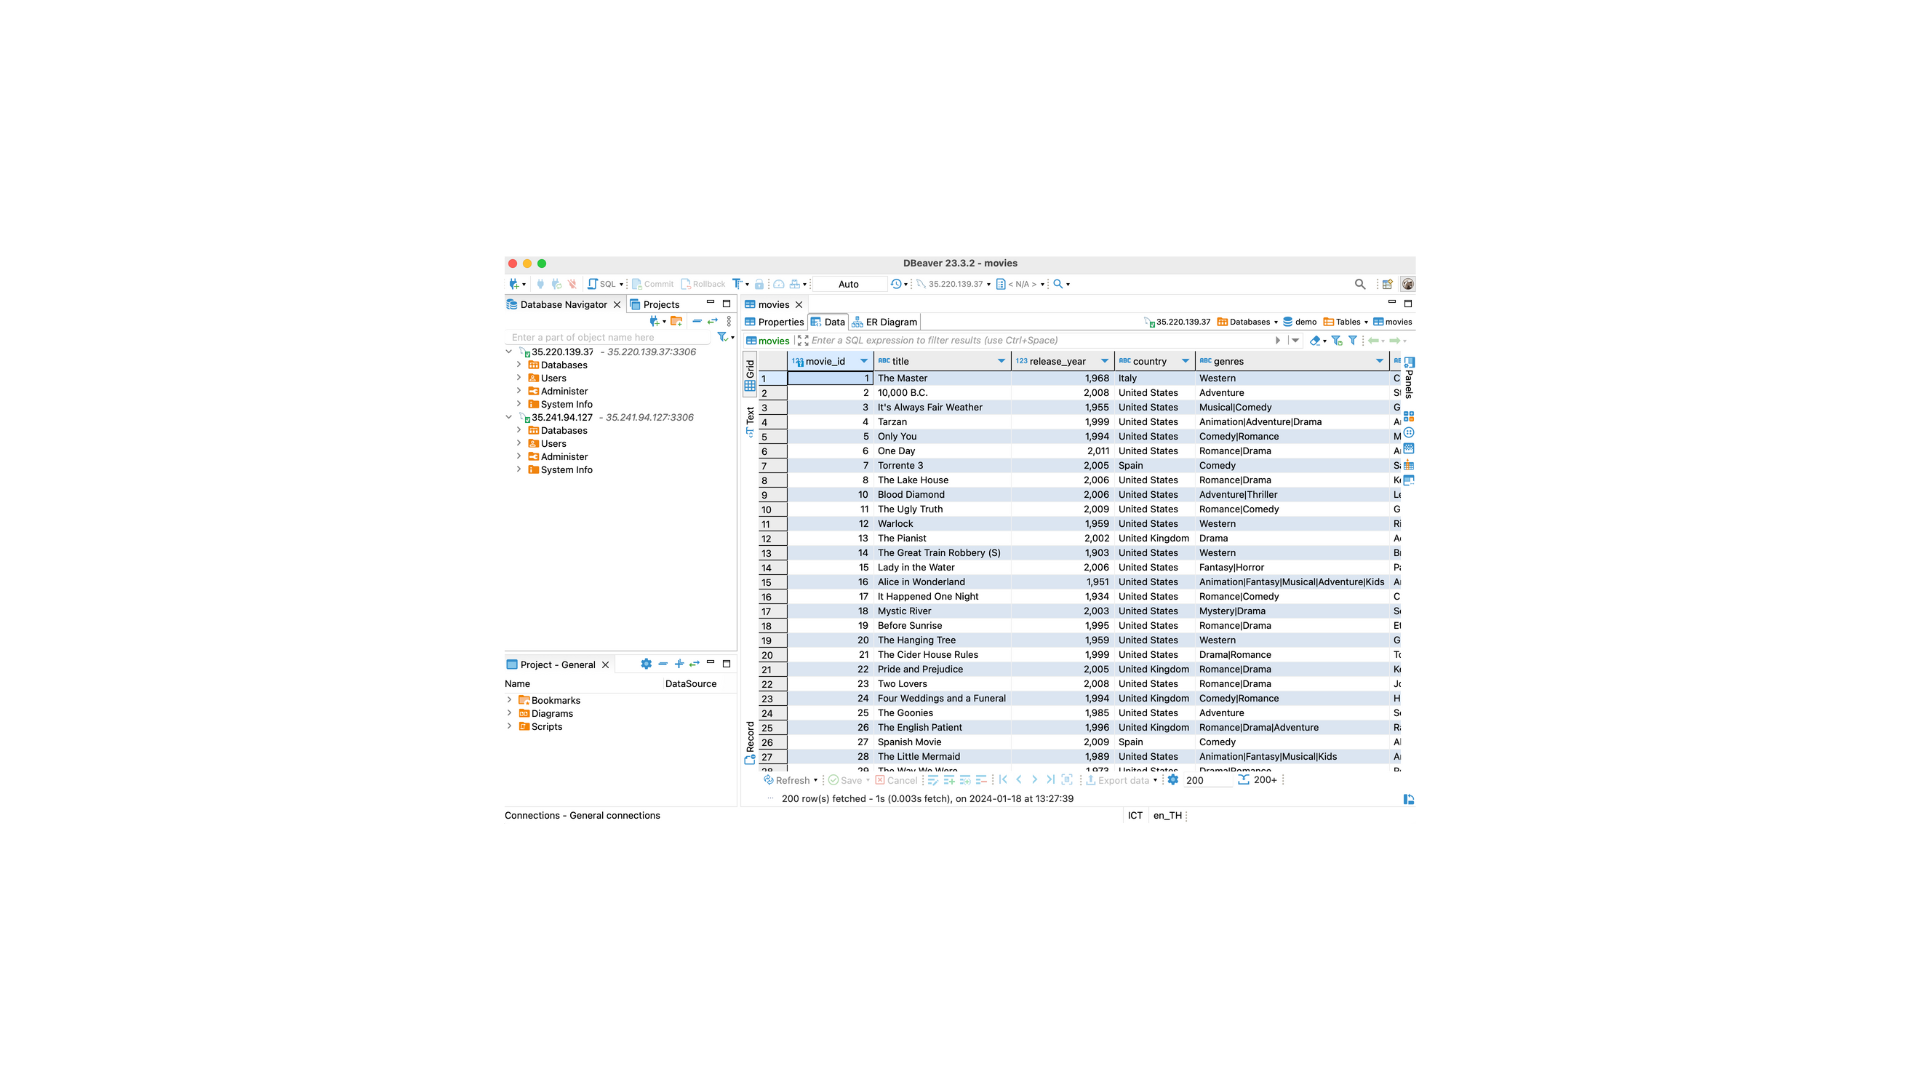 DBeaver 23.3.2 - movies
SQL Commit Rollback T Auto 35.220.139.37 < N/A >
Database Navigator Projects
Enter a part of object name here
35.220.139.37 - 35.220.139.37:3306
Databases
Users
Administer
System Info
35.241.94.127 - 35.241.94.127:3306
Databases
Users
Administer
System Info
Project - General
Name DataSource
Bookmarks
Diagrams
Scripts
movies
Properties Data ER Diagram 35.220.139.37 Databases demo Tables movies
movies Enter a SQL expression to filter results (use Ctrl+Space)
Grid
Text
Record
Panels
123 movie_id ABC title 123 release_year ABC country ABC genres
1 1 The Master 1,968 Italy Western C
2 2 10,000 B.C. 2,008 United States Adventure
3 3 It's Always Fair Weather 1,955 United States Musical|Comedy G
4 4 Tarzan 1,999 United States Animation|Adventure|Drama
5 5 Only You 1,994 United States Comedy|Romance M
6 6 One Day 2,011 United States Romance|Drama
7 7 Torrente 3 2,005 Spain Comedy
8 8 The Lake House 2,006 United States Romance|Drama
9 10 Blood Diamond 2,006 United States Adventure|Thriller
10 11 The Ugly Truth 2,009 United States Romance|Comedy G
11 12 Warlock 1,959 United States Western Ri
12 13 The Pianist 2,002 United Kingdom Drama
13 14 The Great Train Robbery (S) 1,903 United States Western
14 15 Lady in the Water 2,006 United States Fantasy|Horror
15 16 Alice in Wonderland 1,951 United States Animation|Fantasy|Musical|Adventure|Kids
16 17 It Happened One Night 1,934 United States Romance|Comedy C
17 18 Mystic River 2,003 United States Mystery|Drama
18 19 Before Sunrise 1,995 United States Romance|Drama
19 20 The Hanging Tree 1,959 United States Western G
20 21 The Cider House Rules 1,999 United States Drama|Romance
21 22 Pride and Prejudice 2,005 United Kingdom Romance|Drama
22 23 Two Lovers 2,008 United States Romance|Drama
23 24 Four Weddings and a Funeral 1,994 United Kingdom Comedy|Romance H
24 25 The Goonies 1,985 United States Adventure
25 26 The English Patient 1,996 United Kingdom Romance|Drama|Adventure
26 27 Spanish Movie 2,009 Spain Comedy
27 28 The Little Mermaid 1,989 United States Animation|Fantasy|Musical|Kids
28 29 The Way We Were 1,973 United States Drama|Romance
Refresh Save Cancel Export data 200 200+
200 row(s) fetched - 1s (0.003s fetch), on 2024-01-18 at 13:27:39
Connections - General connections ICT en_TH